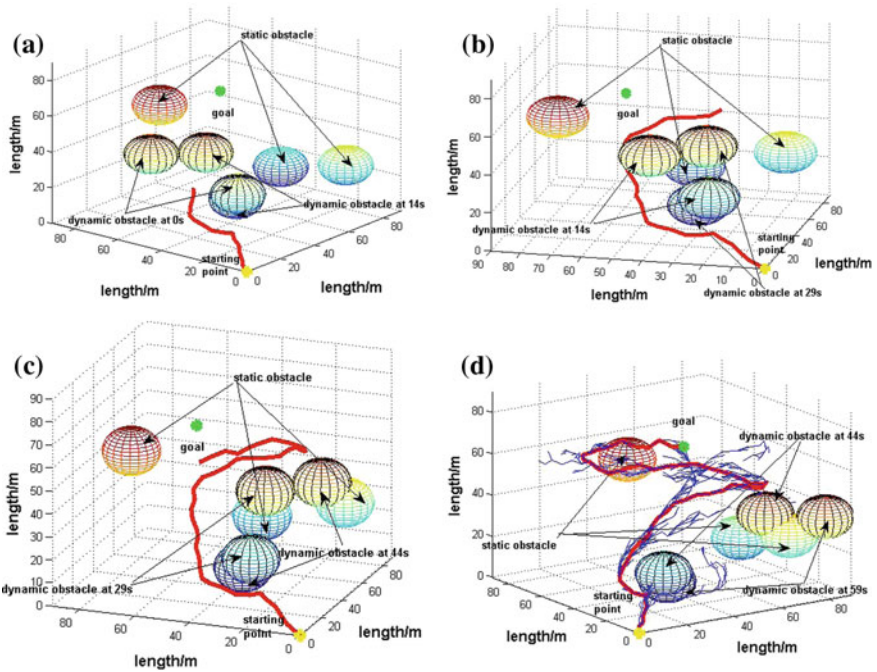 (a)
static obstacle
goal
length/m
80
60
40
20
0
dynamic obstacle at 0s
dynamic obstacle at 14s
starting
point
80
60
40
20
0
0
20
40
60
80
length/m
length/m
(b)
static obstacle
goal
length/m
80
60
40
20
0
dynamic obstacle at 14s
starting
point
90
80
70
60
50
40
30
20
10
0
0
20
40
60
80
length/m
length/m
dynamic obstacle at 29s
(c)
static obstacle
goal
length/m
90
80
70
60
50
40
30
20
10
0
dynamic obstacle at 29s
dynamic obstacle at 44s
starting
point
80
60
40
20
0
0
20
40
60
80
length/m
length/m
(d)
goal
dynamic obstacle at 44s
length/m
80
60
40
20
0
static obstacle
dynamic obstacle at 59s
starting
point
80
60
40
20
0
0
20
40
60
80
length/m
length/m